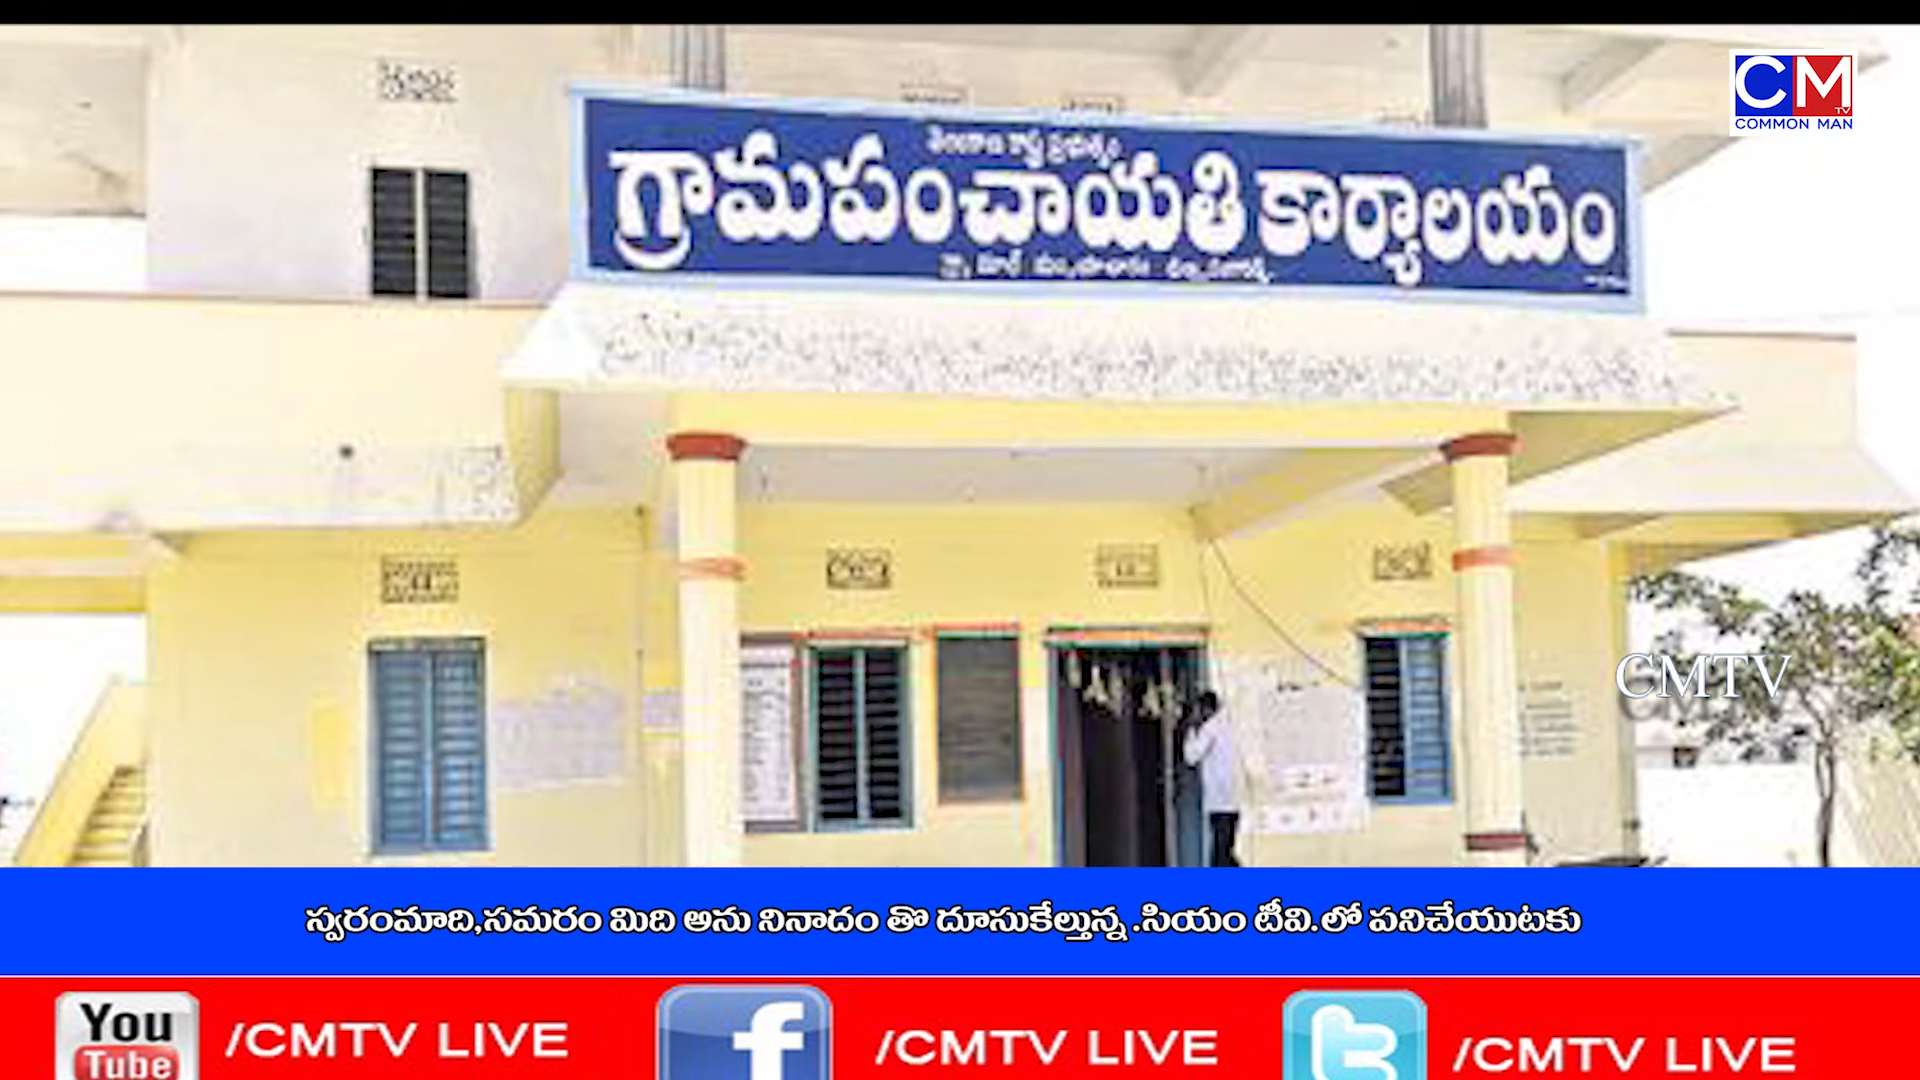 CM
TV
COMMON MAN
తెలంగాణ రాష్ట్ర ప్రభుత్వం
గ్రామపంచాయతి కార్యాలయం
CMTV
స్వరంమాది,సమరం మిది అను నినాదం తొ దూసుకేల్తున్న.సియం టీవి.లో పనిచేయుటకు
You
Tube
/CMTV LIVE
f
/CMTV LIVE
t
/CMTV LIVE